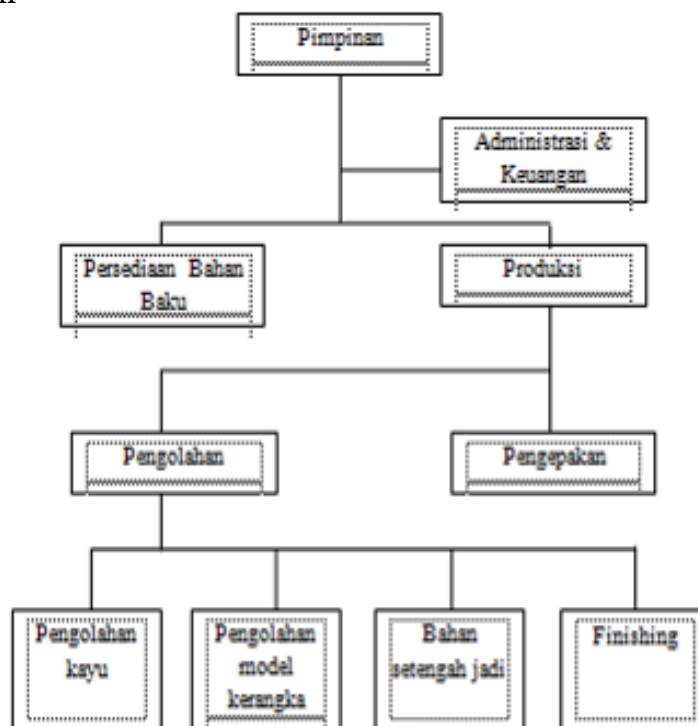 Pimpinan
Administrasi &
Keuangan
Persediaan Bahan
Baku
Produksi
Pengolahan
Pengepakan
Pengolahan
kayu
Pengolahan
model
kerangka
Bahan
setengah jadi
Finishing